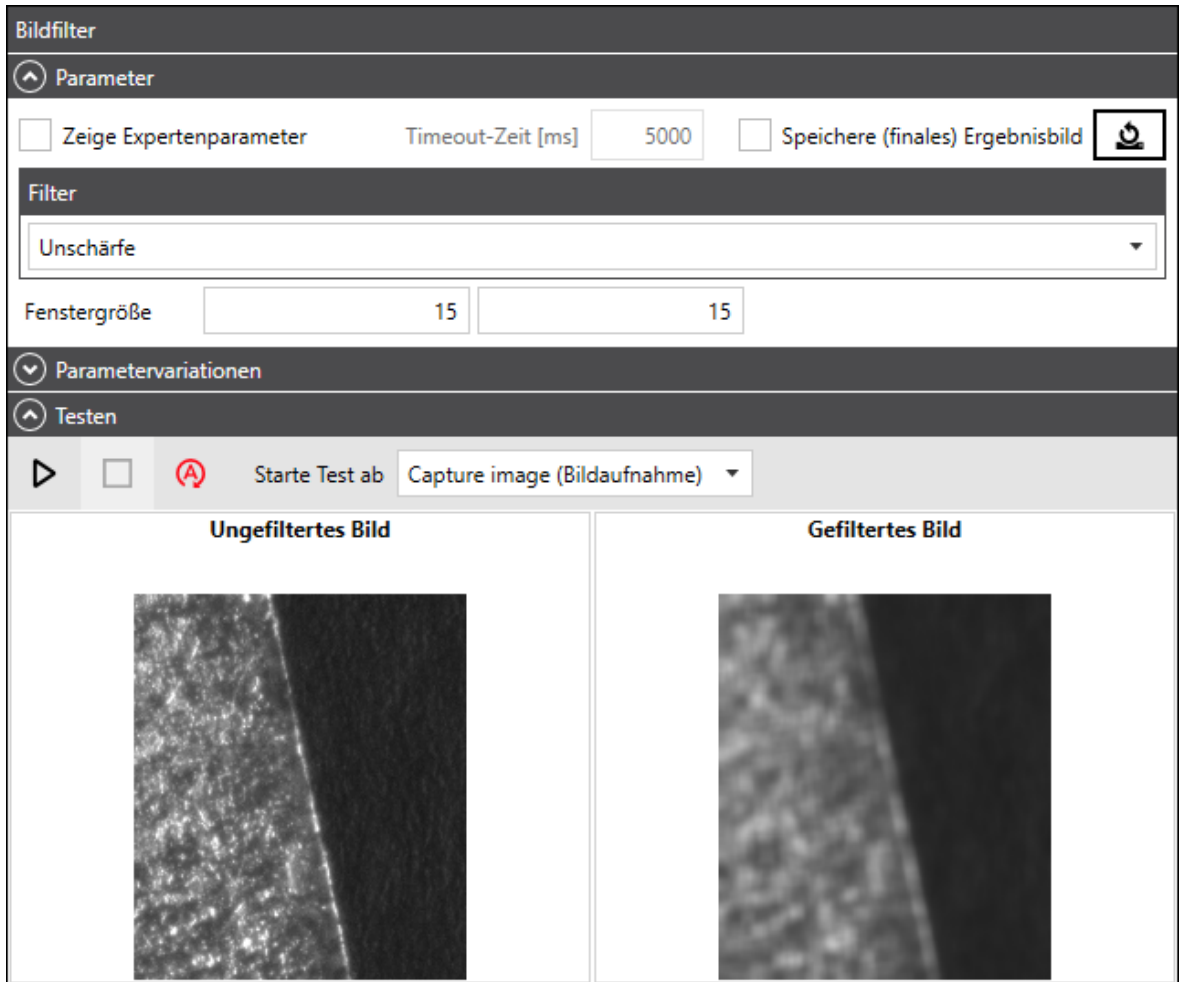 Bildfilter
Parameter
Zeige Expertenparameter Timeout-Zeit [ms] 5000 Speichere (finales) Ergebnisbild
Filter
Unschärfe
Fenstergröße 15 15
Parametervariationen
Testen
A Starte Test ab Capture image (Bildaufnahme)
Ungefiltertes Bild Gefiltertes Bild